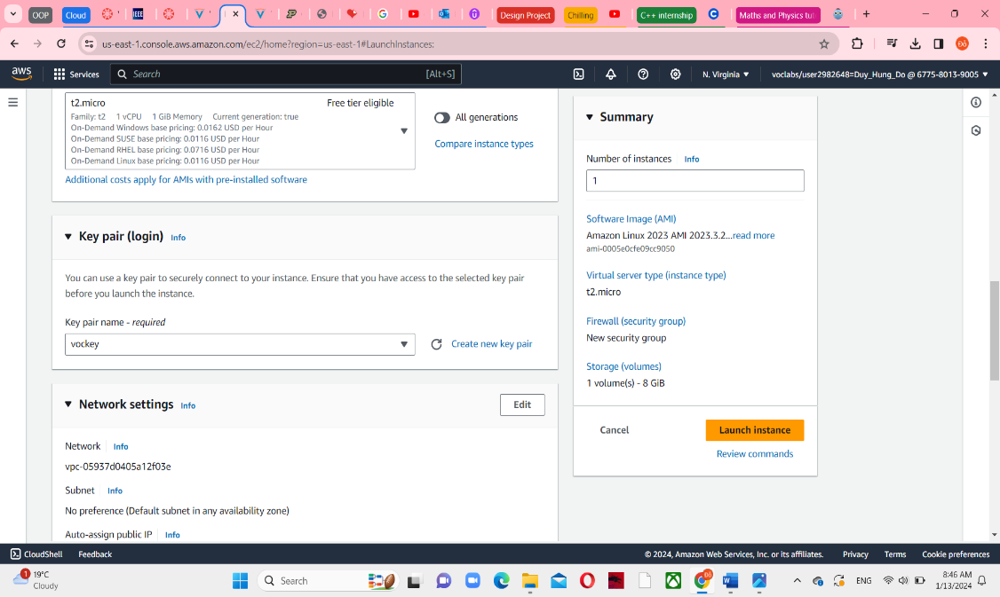 OOP
Cloud
IEEE
Design Project
Chilling
C++ internship
Maths and Physics tut
us-east-1.console.aws.amazon.com/ec2/home?region=us-east-1#LaunchInstances:
aws
Services
Search
[Alt+S]
N. Virginia
voclabs/user2982648=Duy_Hung_Do @ 6775-8013-9005
t2.micro
Free tier eligible
Family: t2 1 vCPU 1 GiB Memory Current generation: true
On-Demand Windows base pricing: 0.0162 USD per Hour
On-Demand SUSE base pricing: 0.0116 USD per Hour
On-Demand RHEL base pricing: 0.0716 USD per Hour
On-Demand Linux base pricing: 0.0116 USD per Hour
All generations
Compare instance types
Additional costs apply for AMIs with pre-installed software
Key pair (login) Info
You can use a key pair to securely connect to your instance. Ensure that you have access to the selected key pair
before you launch the instance.
Key pair name - required
vockey
Create new key pair
Network settings Info
Edit
Network Info
vpc-05937d0405a12f03e
Subnet Info
No preference (Default subnet in any availability zone)
Auto-assign public IP Info
Summary
Number of instances Info
1
Software Image (AMI)
Amazon Linux 2023 AMI 2023.3.2...read more
ami-0005e0cfe09cc9050
Virtual server type (instance type)
t2.micro
Firewall (security group)
New security group
Storage (volumes)
1 volume(s) - 8 GiB
Cancel
Launch instance
Review commands
CloudShell
Feedback
© 2024, Amazon Web Services, Inc. or its affiliates.
Privacy
Terms
Cookie preferences
1
19°C
Cloudy
Search
ENG
8:46 AM
1/13/2024